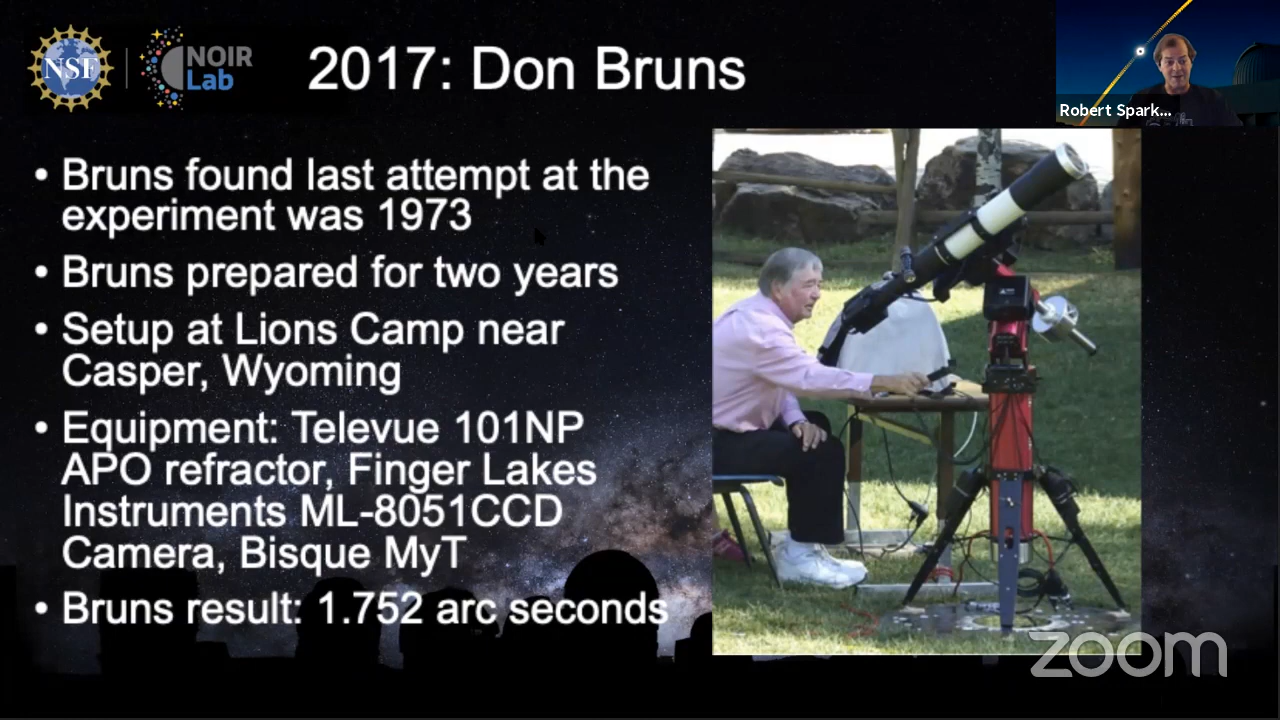 NSF
NOIR
Lab
2017: Don Bruns
Robert Spark...
• Bruns found last attempt at the
experiment was 1973
• Bruns prepared for two years
• Setup at Lions Camp near
Casper, Wyoming
• Equipment: Televue 101NP
APO refractor, Finger Lakes
Instruments ML-8051CCD
Camera, Bisque MyT
• Bruns result: 1.752 arc seconds
zoom